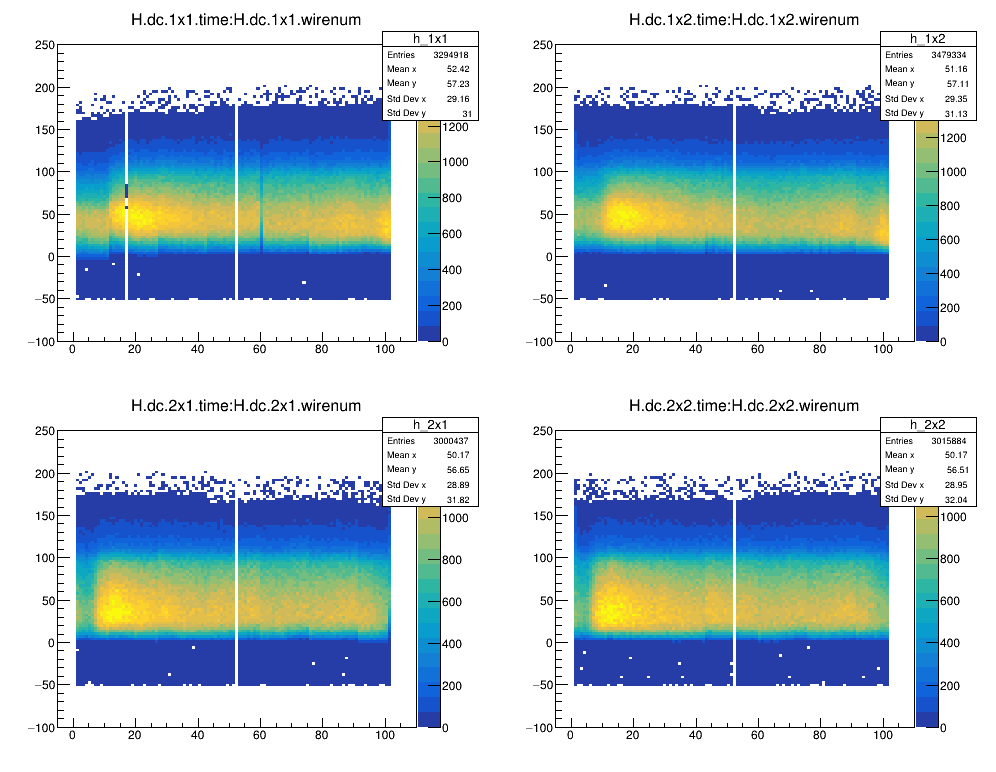 H.dc.1x1.time:H.dc.1x1.wirenum
h_1x1
Entries 3294918
Mean x 52.42
Mean y 57.23
Std Dev x 29.16
Std Dev y 31
250
200
150
100
50
0
−50
−100
0 20 40 60 80 100
1200
1000
800
600
400
200
0
H.dc.1x2.time:H.dc.1x2.wirenum
h_1x2
Entries 3479334
Mean x 51.16
Mean y 57.11
Std Dev x 29.35
Std Dev y 31.13
250
200
150
100
50
0
−50
−100
0 20 40 60 80 100
1200
1000
800
600
400
200
0
H.dc.2x1.time:H.dc.2x1.wirenum
h_2x1
Entries 3000437
Mean x 50.17
Mean y 56.65
Std Dev x 28.89
Std Dev y 31.82
250
200
150
100
50
0
−50
−100
0 20 40 60 80 100
1000
800
600
400
200
0
H.dc.2x2.time:H.dc.2x2.wirenum
h_2x2
Entries 3015884
Mean x 50.17
Mean y 56.51
Std Dev x 28.95
Std Dev y 32.04
250
200
150
100
50
0
−50
−100
0 20 40 60 80 100
1000
800
600
400
200
0